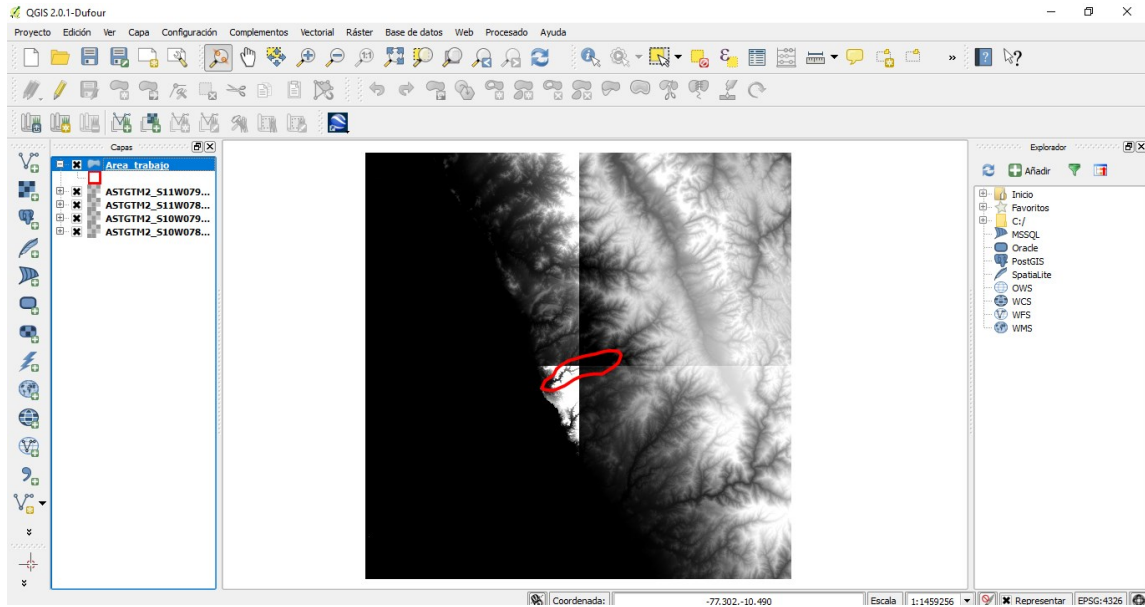 QGIS 2.0.1-Dufour
Proyecto Edición Ver Capa Configuración Complementos Vectorial Ráster Base de datos Web Procesado Ayuda
Capas
Area_trabajo
ASTGTM2_S11W079...
ASTGTM2_S11W078...
ASTGTM2_S10W079...
ASTGTM2_S10W078...
Explorador
Añadir
Inicio
Favoritos
C:/
MSSQL
Oracle
PostGIS
SpatiaLite
OWS
WCS
WFS
WMS
Coordenada: -77.302,-10.490 Escala 1:1459256 Representar EPSG:4326